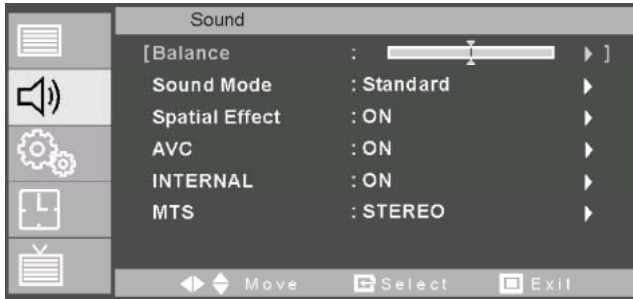 Sound
[Balance : ]
Sound Mode : Standard
Spatial Effect : ON
AVC : ON
INTERNAL : ON
MTS : STEREO
Move Select Exit